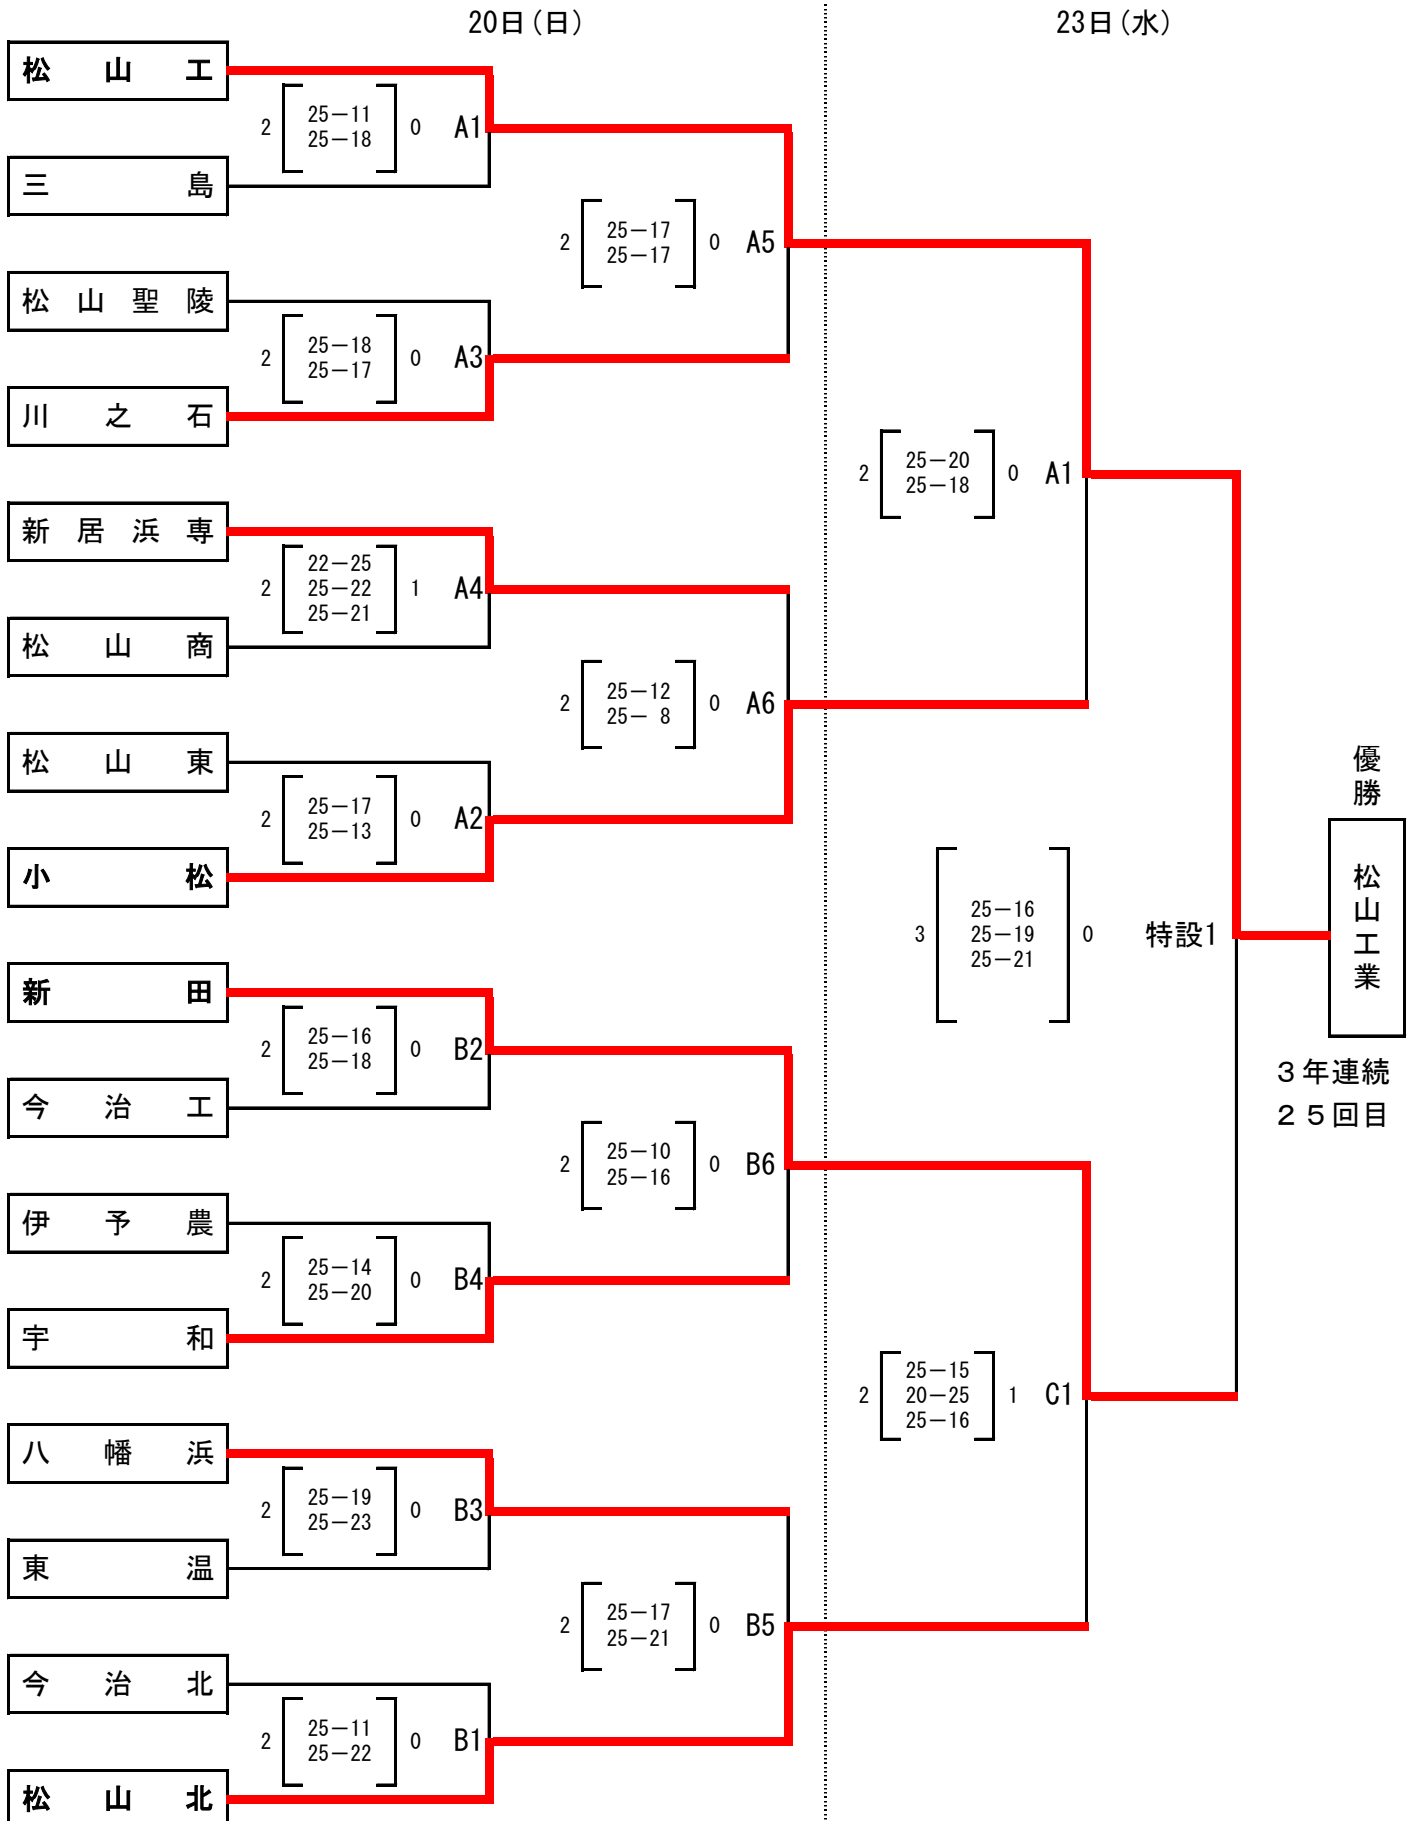 20日(日)
23日(水)
松山工
2 25－11 0 A1
25－18
三島
2 25－17 0 A5
25－17
松山聖陵
2 25－18 0 A3
25－17
川之石
2 25－20 0 A1
25－18
新居浜専
22－25
2 25－22 1 A4
25－21
松山商
2 25－12 0 A6
25－ 8
松山東
2 25－17 0 A2
25－13
小松
優勝
松山工業
25－16
3 25－19 0 特設1
25－21
新田
2 25－16 0 B2
25－18
３年連続
２５回目
今治工
2 25－10 0 B6
25－16
伊予農
2 25－14 0 B4
25－20
宇和
25－15
2 20－25 1 C1
25－16
八幡浜
2 25－19 0 B3
25－23
東温
2 25－17 0 B5
25－21
今治北
2 25－11 0 B1
25－22
松山北